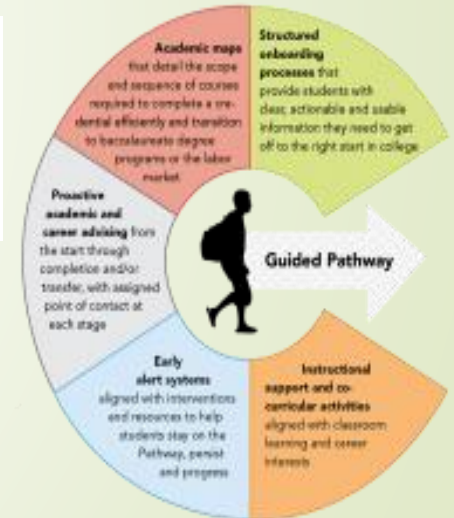 Academic maps
that detail the scope
and sequence of courses
required to complete a cre-
dential efficiently and transition
to baccalaureate degree
programs or the labor
market
Structured
onboarding
processes that
provide students with
clear, actionable and usable
information they need to get
off to the right start in college
Proactive
academic and
career advising from
the start through
completion and/or
transfer, with assigned
point of contact at
each stage
Guided Pathway
Early
alert systems
aligned with interventions
and resources to help
students stay on the
Pathway, persist
and progress
Instructional
support and co-
curricular activities
aligned with classroom
learning and career
interests